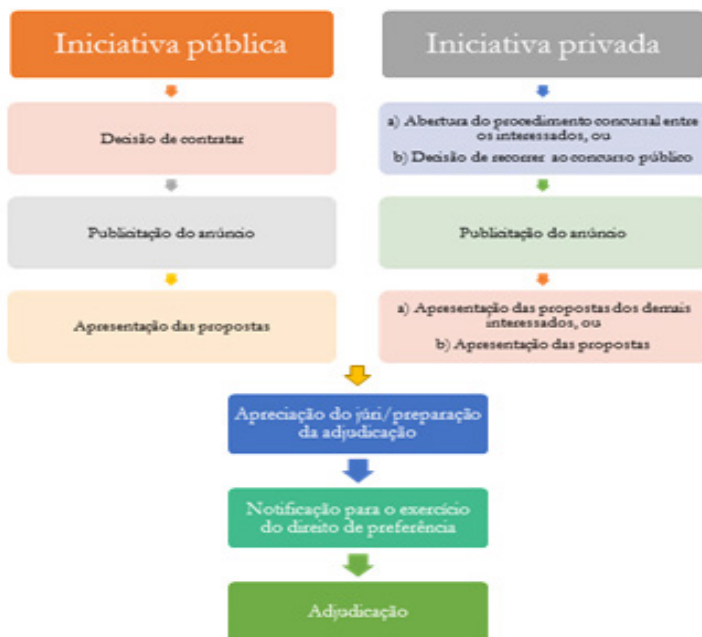 Iniciativa pública
Decisão de contratar
Publicitação do anúncio
Apresentação das propostas
Iniciativa privada
a) Abertura do procedimento concursal entre
os interessados, ou
b) Decisão de recorrer ao concurso público
Publicitação do anúncio
a) Apresentação das propostas dos demais
interessados, ou
b) Apresentação das propostas
Apreciação do júri/preparação
da adjudicação
Notificação para o exercício
do direito de preferência
Adjudicação